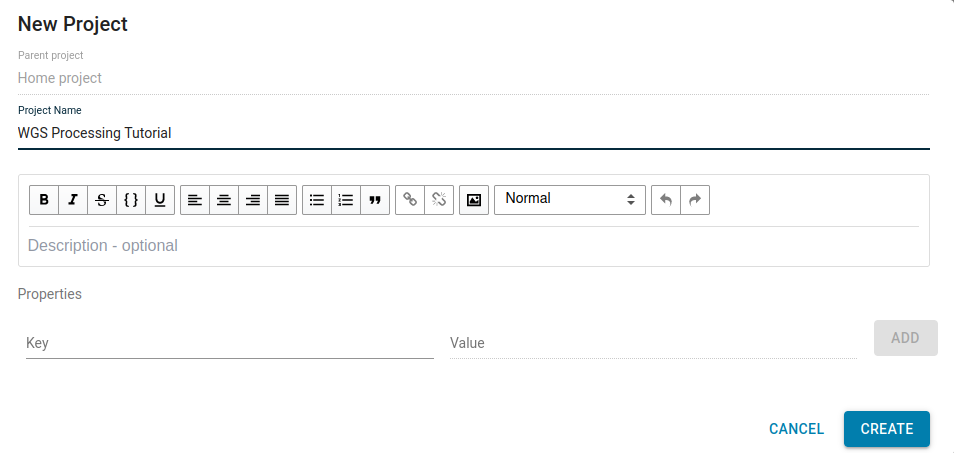 New Project
Parent project
Home project
Project Name
WGS Processing Tutorial
B I S {} U Normal
Description - optional
Properties
Key Value ADD
CANCEL CREATE